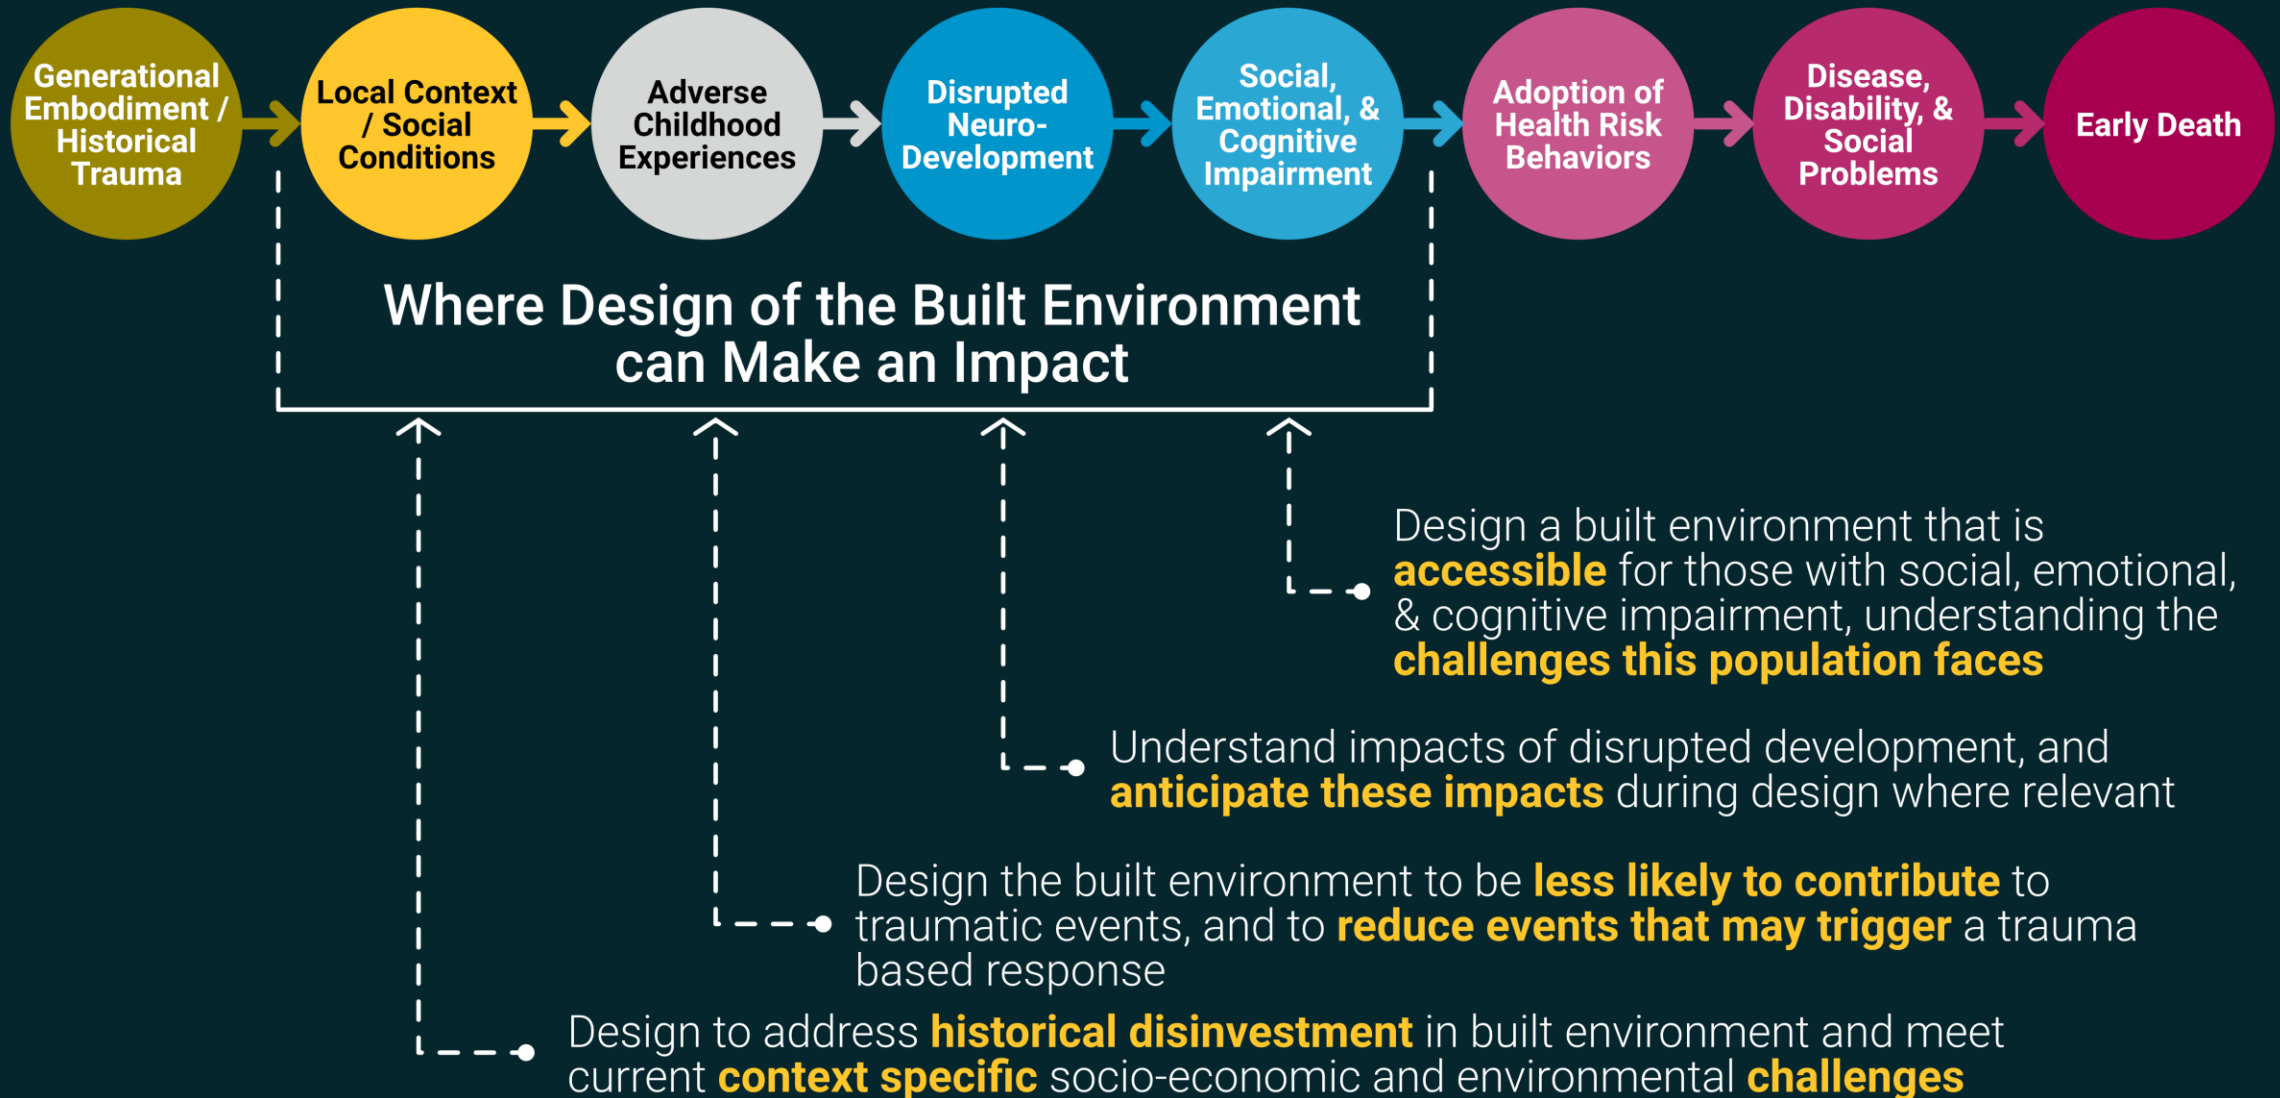 Generational
Embodiment /
Historical
Trauma
Local Context
/ Social
Conditions
Adverse
Childhood
Experiences
Disrupted
Neuro-
Development
Social,
Emotional, &
Cognitive
Impairment
Adoption of
Health Risk
Behaviors
Disease,
Disability, &
Social
Problems
Early Death
Where Design of the Built Environment
can Make an Impact
Design a built environment that is
accessible for those with social, emotional,
& cognitive impairment, understanding the
challenges this population faces
Understand impacts of disrupted development, and
anticipate these impacts during design where relevant
Design the built environment to be less likely to contribute to
traumatic events, and to reduce events that may trigger a trauma
based response
Design to address historical disinvestment in built environment and meet
current context specific socio-economic and environmental challenges